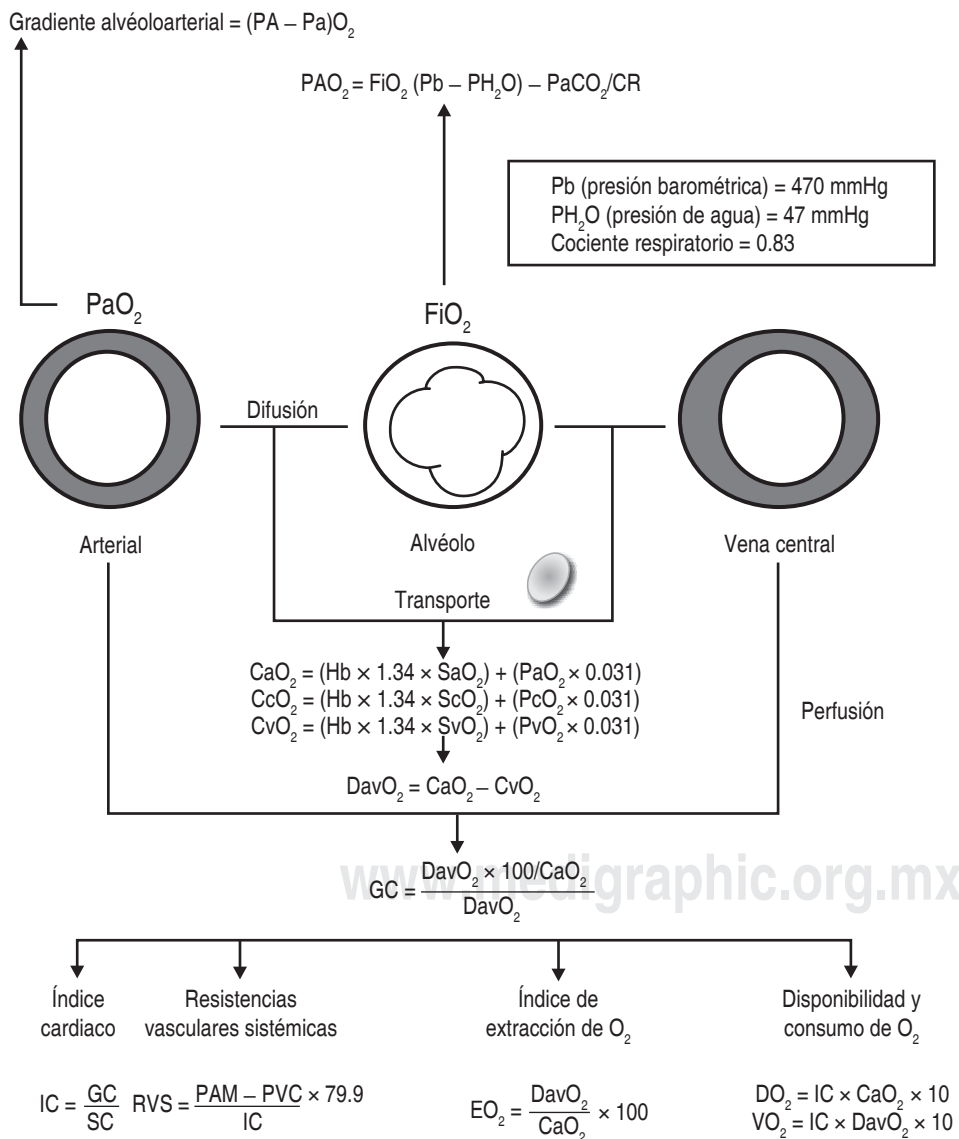 Gradiente alvéoloarterial = (PA – Pa)O₂
PAO₂ = FiO₂ (Pb – PH₂O) – PaCO₂/CR
Pb (presión barométrica) = 470 mmHg
PH₂O (presión de agua) = 47 mmHg
Cociente respiratorio = 0.83
PaO₂
FiO₂
Difusión
Arterial
Alvéolo
Vena central
Transporte
CaO₂ = (Hb × 1.34 × SaO₂) + (PaO₂ × 0.031)
CcO₂ = (Hb × 1.34 × ScO₂) + (PcO₂ × 0.031)
CvO₂ = (Hb × 1.34 × SvO₂) + (PvO₂ × 0.031)
Perfusión
DavO₂ = CaO₂ – CvO₂
www.medigraphic.org.mx
GC = DavO₂ × 100/CaO₂
DavO₂
Índice
cardiaco
Resistencias
vasculares sistémicas
Índice de
extracción de O₂
Disponibilidad y
consumo de O₂
IC = GC
SC
RVS = PAM – PVC × 79.9
IC
EO₂ = DavO₂ × 100
CaO₂
DO₂ = IC × CaO₂ × 10
VO₂ = IC × DavO₂ × 10